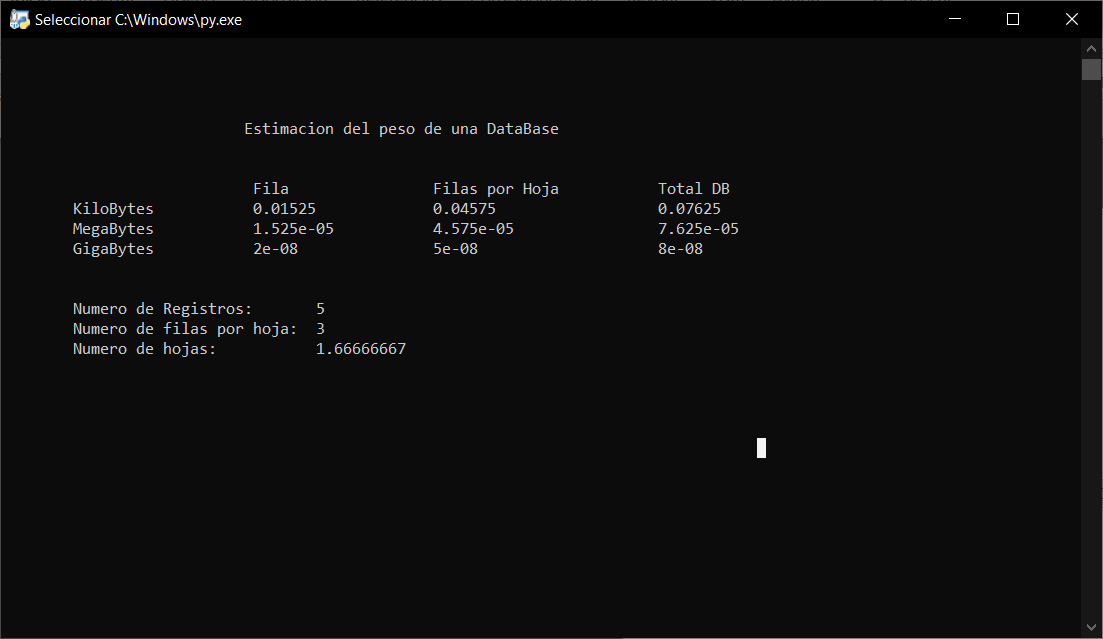 Seleccionar C:\Windows\py.exe
Estimacion del peso de una DataBase
Fila Filas por Hoja Total DB
KiloBytes 0.01525 0.04575 0.07625
MegaBytes 1.525e-05 4.575e-05 7.625e-05
GigaBytes 2e-08 5e-08 8e-08
Numero de Registros: 5
Numero de filas por hoja: 3
Numero de hojas: 1.66666667